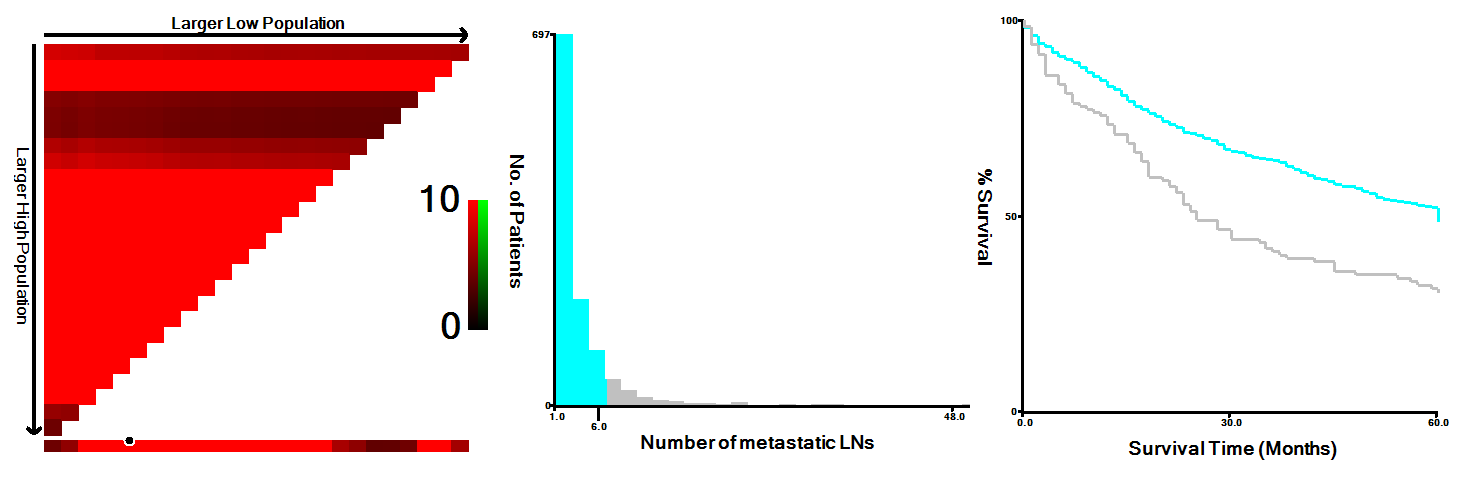 Larger Low Population
Larger High Population
10
0
No. of Patients
697
0
1.0
6.0
48.0
Number of metastatic LNs
% Survival
100
50
0
0.0
30.0
60.0
Survival Time (Months)